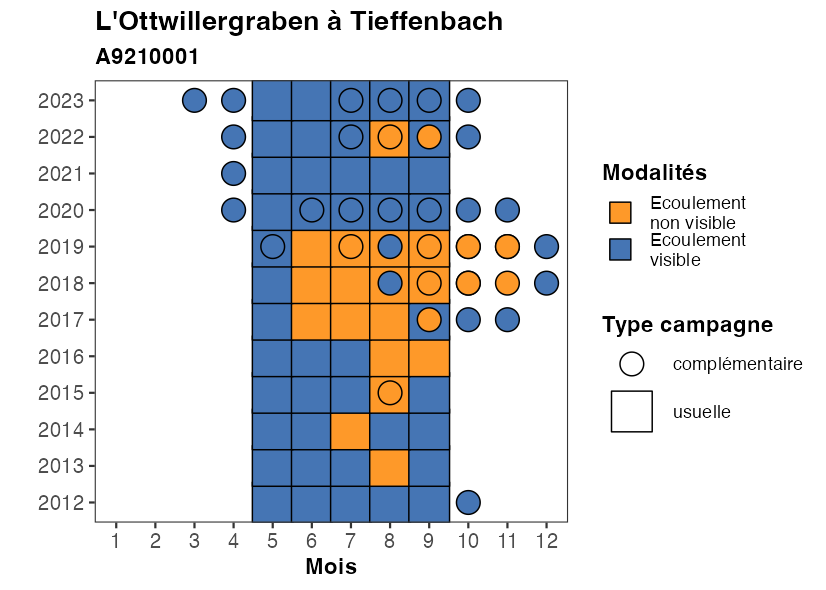 L'Ottwillergraben à Tieffenbach
A9210001
2023
2022
2021
2020
2019
2018
2017
2016
2015
2014
2013
2012
1 2 3 4 5 6 7 8 9 10 11 12
Mois
Modalités
Ecoulement
non visible
Ecoulement
visible
Type campagne
complémentaire
usuelle